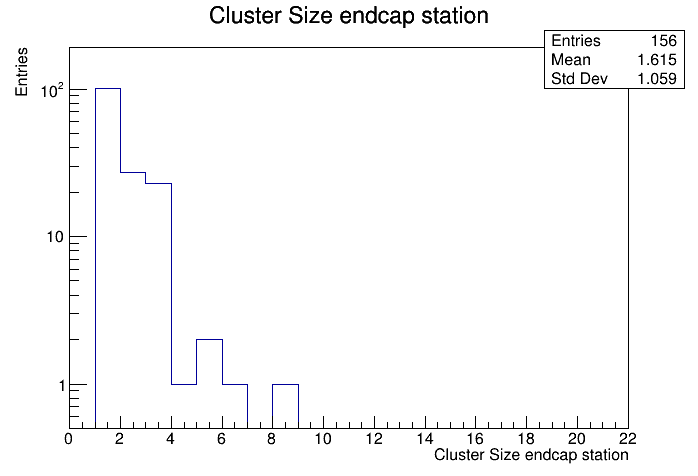 Cluster Size endcap station
Entries 156
Mean 1.615
Std Dev 1.059
Entries
10²
10
1
0 2 4 6 8 10 12 14 16 18 20 22
Cluster Size endcap station